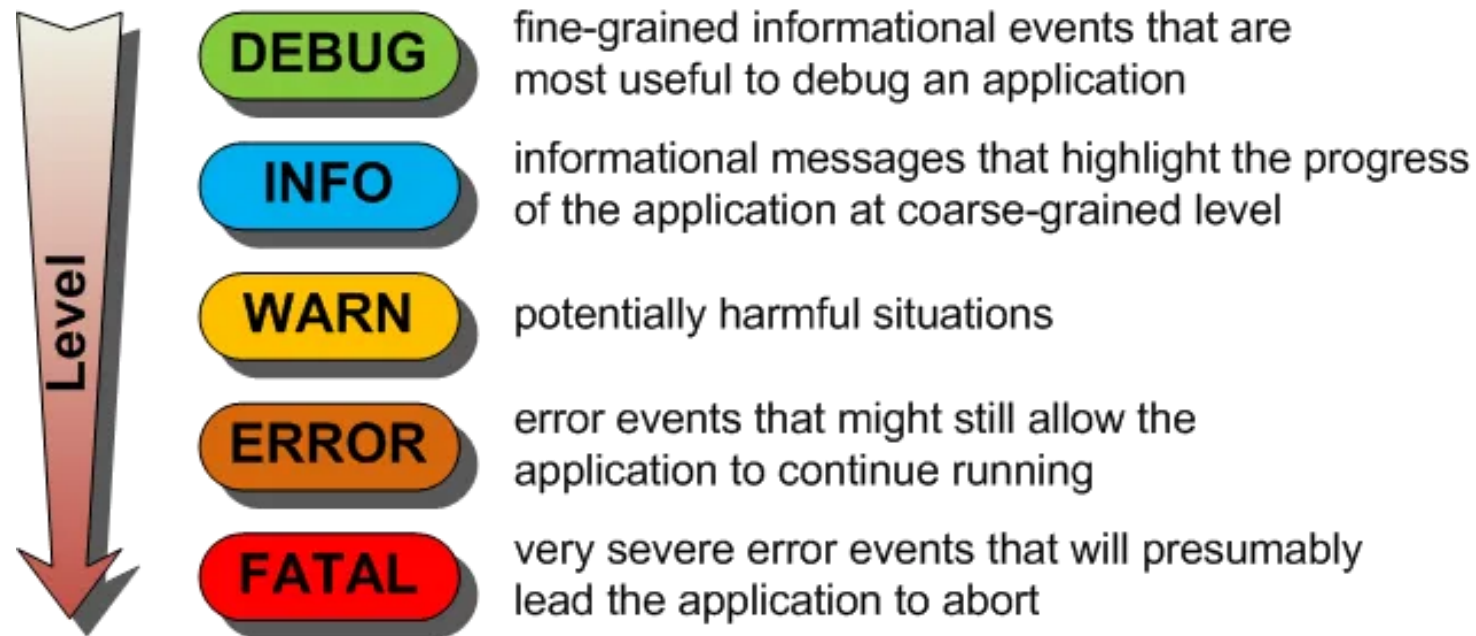 Level
DEBUG
fine-grained informational events that are
most useful to debug an application
INFO
informational messages that highlight the progress
of the application at coarse-grained level
WARN
potentially harmful situations
ERROR
error events that might still allow the
application to continue running
FATAL
very severe error events that will presumably
lead the application to abort